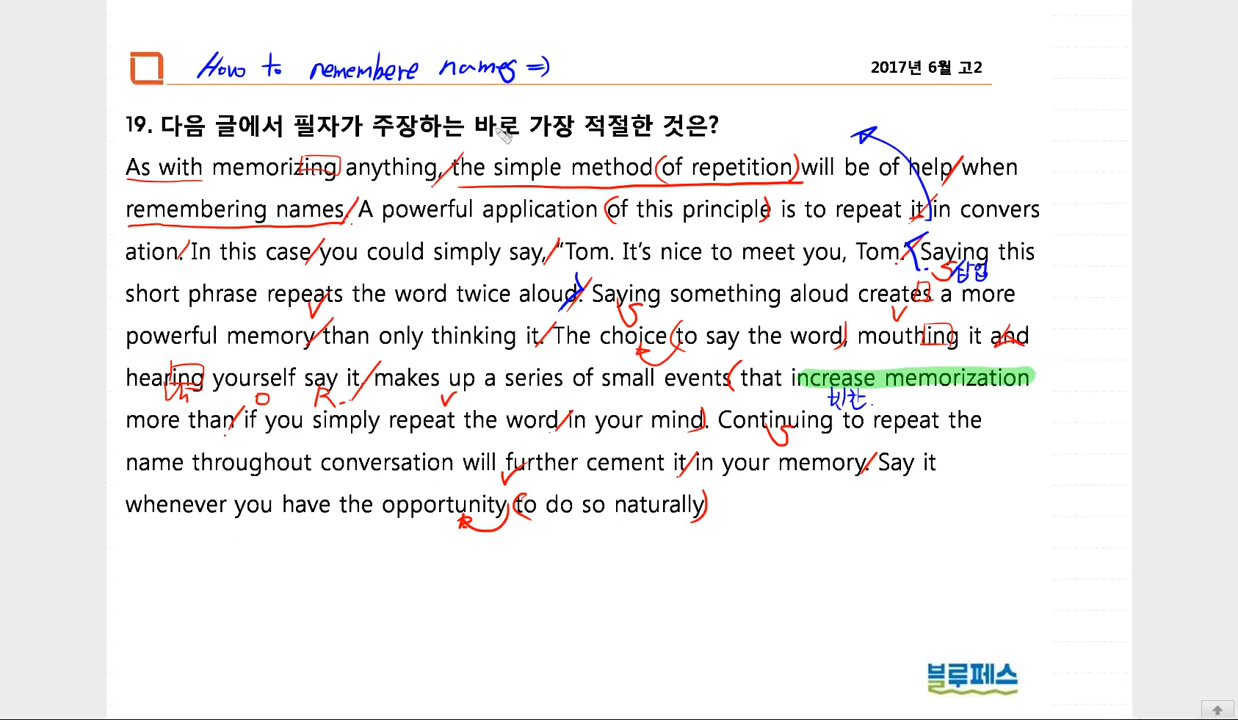 How to remembere names =>
2017년 6월 고2
19. 다음 글에서 필자가 주장하는 바로 가장 적절한 것은?
As with memorizing anything, the simple method of repetition will be of help when
remembering names. A powerful application of this principle is to repeat it in convers
ation. In this case you could simply say, “Tom. It’s nice to meet you, Tom.” Saying this
short phrase repeats the word twice aloud. Saying something aloud creates a more
powerful memory than only thinking it. The choice to say the word, mouthing it and
hearing yourself say it, makes up a series of small events that increase memorization
more than if you simply repeat the word in your mind. Continuing to repeat the
name throughout conversation will further cement it in your memory. Say it
whenever you have the opportunity to do so naturally
블루페스